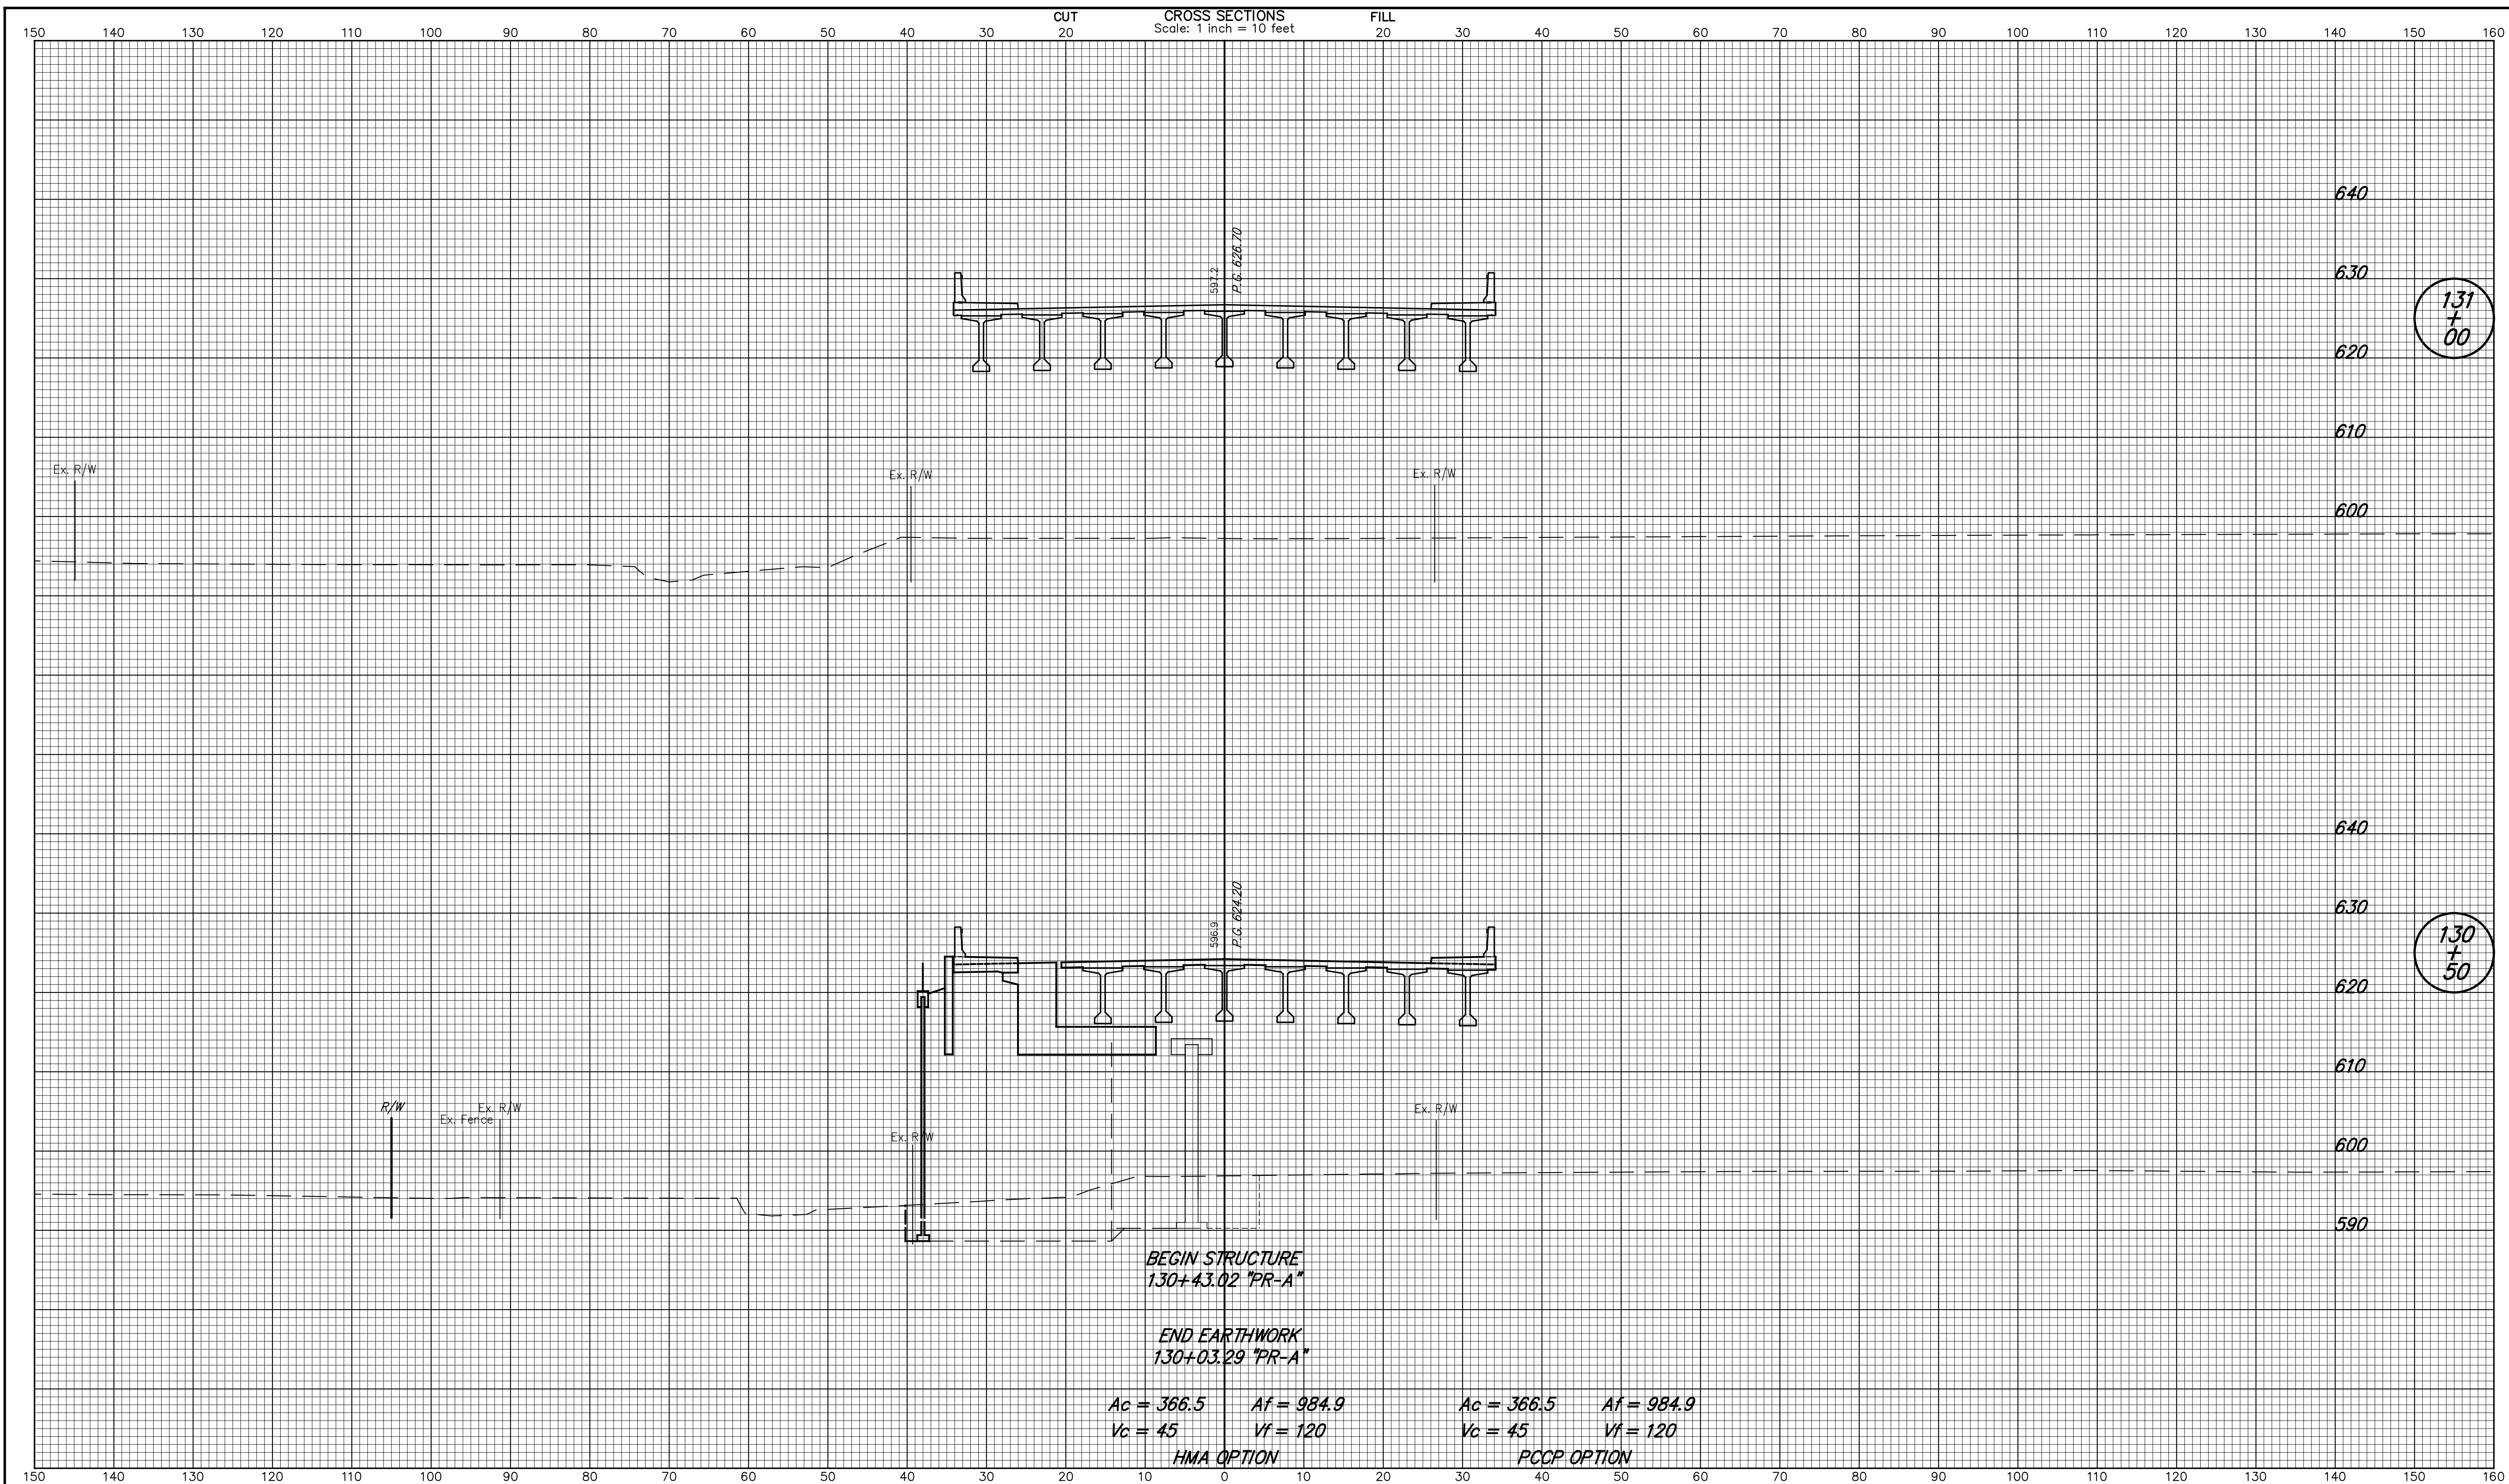 CUT CROSS SECTIONS FILL
Scale: 1 inch = 10 feet
150 140 130 120 110 100 90 80 70 60 50 40 30 20 20 30 40 50 60 70 80 90 100 110 120 130 140 150 160
640
597.2
P.G. 626.70
630
131
+
00
620
610
Ex. R/W Ex. R/W Ex. R/W
600
640
596.9
P.G. 624.20
630
130
+
50
620
610
R/W
Ex. R/W
Ex. Fence
Ex. R/W
Ex. R/W
600
590
BEGIN STRUCTURE
130+43.02 "PR-A"
END EARTHWORK
130+03.29 "PR-A"
Ac = 366.5 Af = 984.9 Ac = 366.5 Af = 984.9
Vc = 45 Vf = 120 Vc = 45 Vf = 120
HMA OPTION PCCP OPTION
150 140 130 120 110 100 90 80 70 60 50 40 30 20 10 0 10 20 30 40 50 60 70 80 90 100 110 120 130 140 150 160